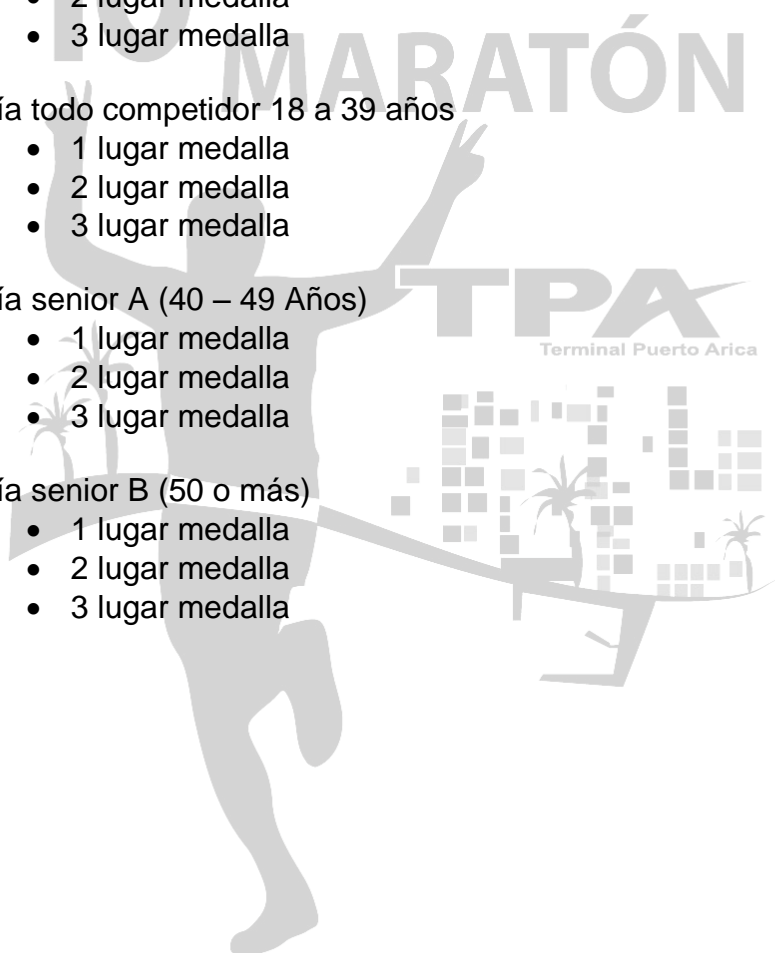 10
MARATÓN
• 2 lugar medalla
• 3 lugar medalla
ía todo competidor 18 a 39 años
• 1 lugar medalla
• 2 lugar medalla
• 3 lugar medalla
ía senior A (40 – 49 Años)
• 1 lugar medalla
• 2 lugar medalla
• 3 lugar medalla
TPA
Terminal Puerto Arica
ía senior B (50 o más)
• 1 lugar medalla
• 2 lugar medalla
• 3 lugar medalla